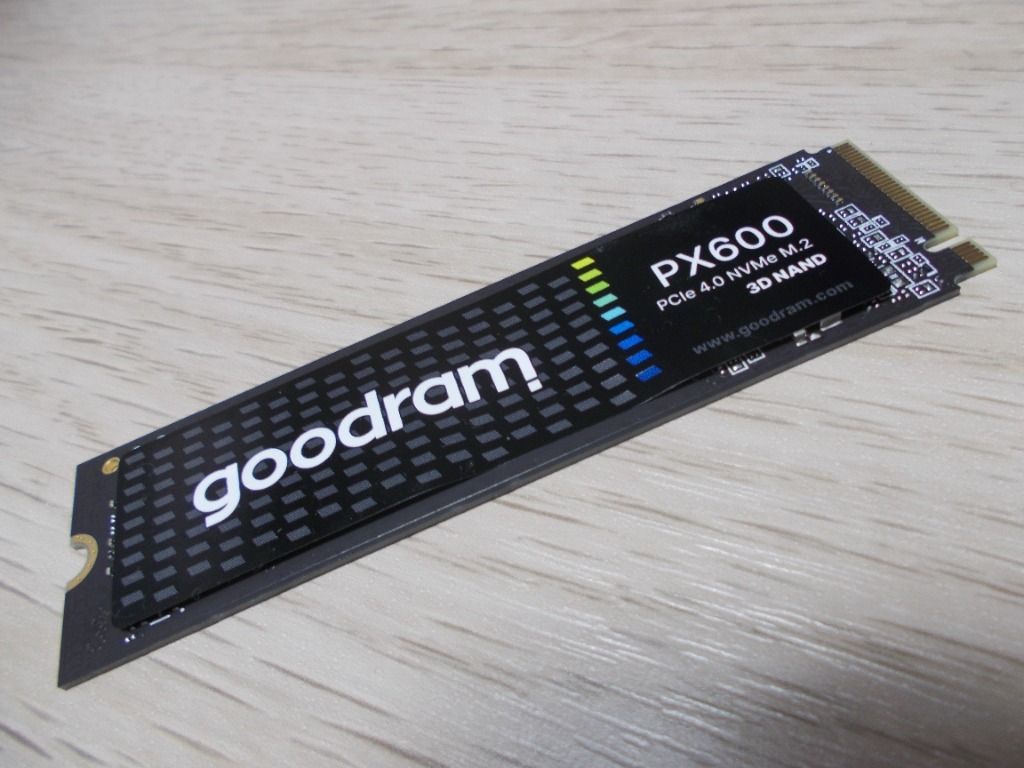 goodram
PX600
PCIe 4.0 NVMe M.2
3D NAND
www.goodram.com